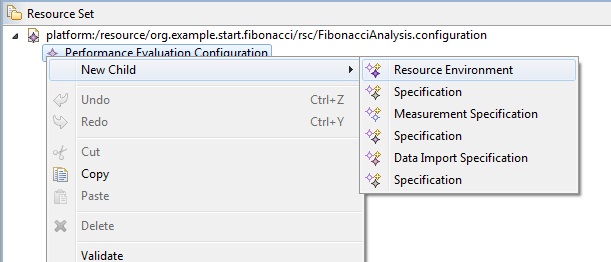 Resource Set
platform:/resource/org.example.start.fibonacci/rsc/FibonacciAnalysis.configuration
Performance Evaluation Configuration
New Child
Undo Ctrl+Z
Redo Ctrl+Y
Cut
Copy
Paste
Delete
Validate
Resource Environment
Specification
Measurement Specification
Specification
Data Import Specification
Specification